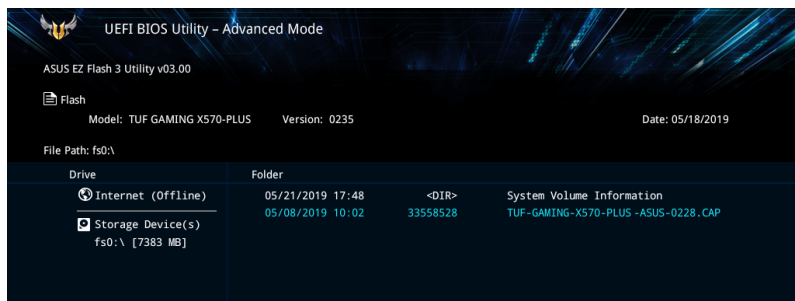 UEFI BIOS Utility – Advanced Mode
ASUS EZ Flash 3 Utility v03.00
Flash
Model: TUF GAMING X570-PLUS Version: 0235 Date: 05/18/2019
File Path: fs0:\
Drive Folder
Internet (Offline) 05/21/2019 17:48 <DIR> System Volume Information
05/08/2019 10:02 33558528 TUF-GAMING-X570-PLUS-ASUS-0228.CAP
Storage Device(s)
fs0:\ [7383 MB]